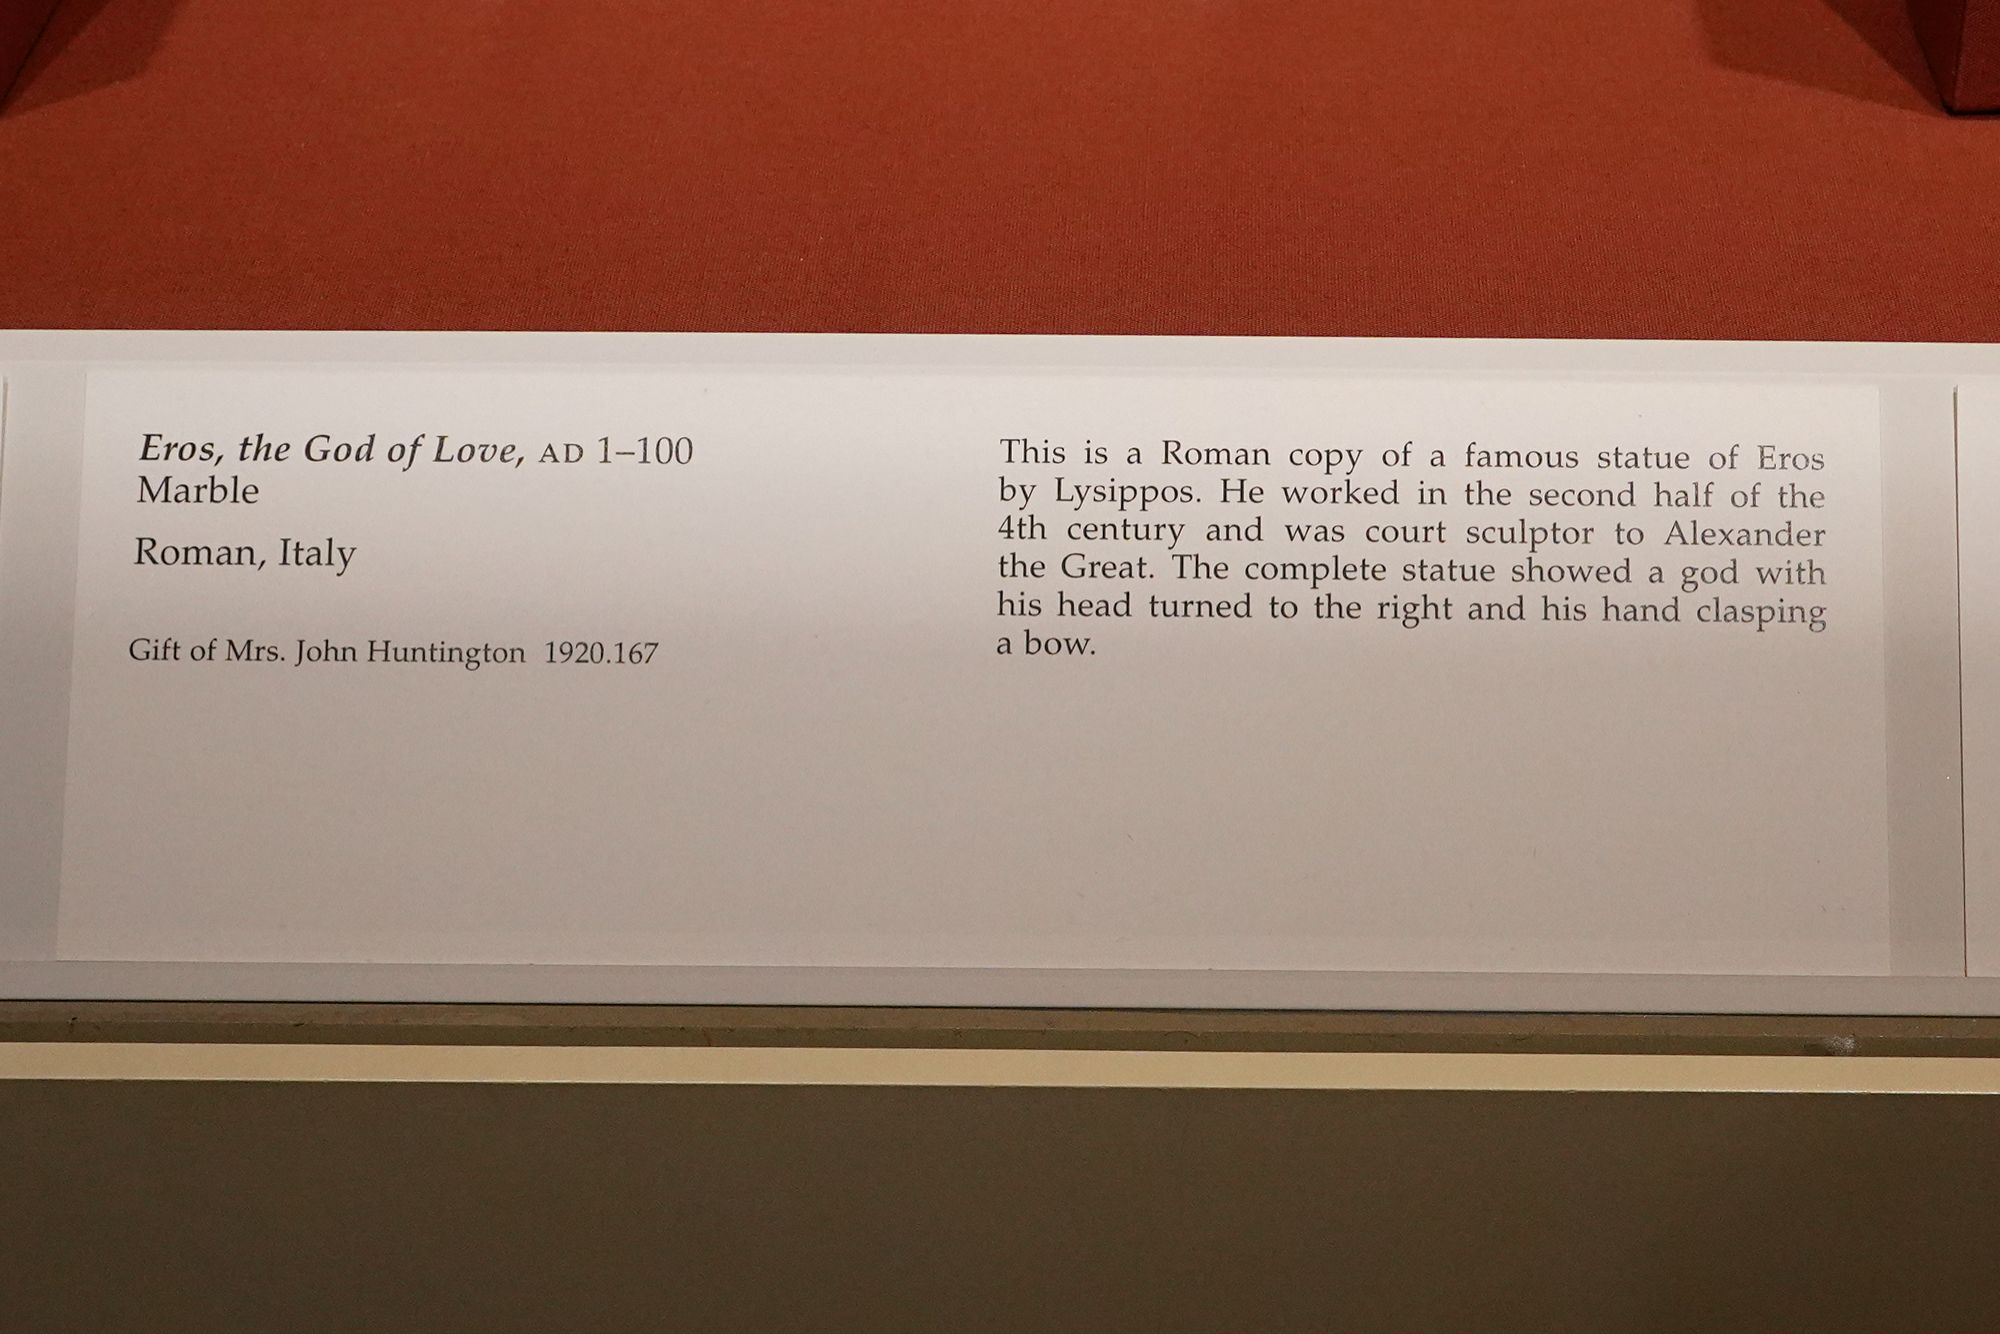 Eros, the God of Love, AD 1–100
Marble
Roman, Italy
Gift of Mrs. John Huntington 1920.167
This is a Roman copy of a famous statue of Eros
by Lysippos. He worked in the second half of the
4th century and was court sculptor to Alexander
the Great. The complete statue showed a god with
his head turned to the right and his hand clasping
a bow.